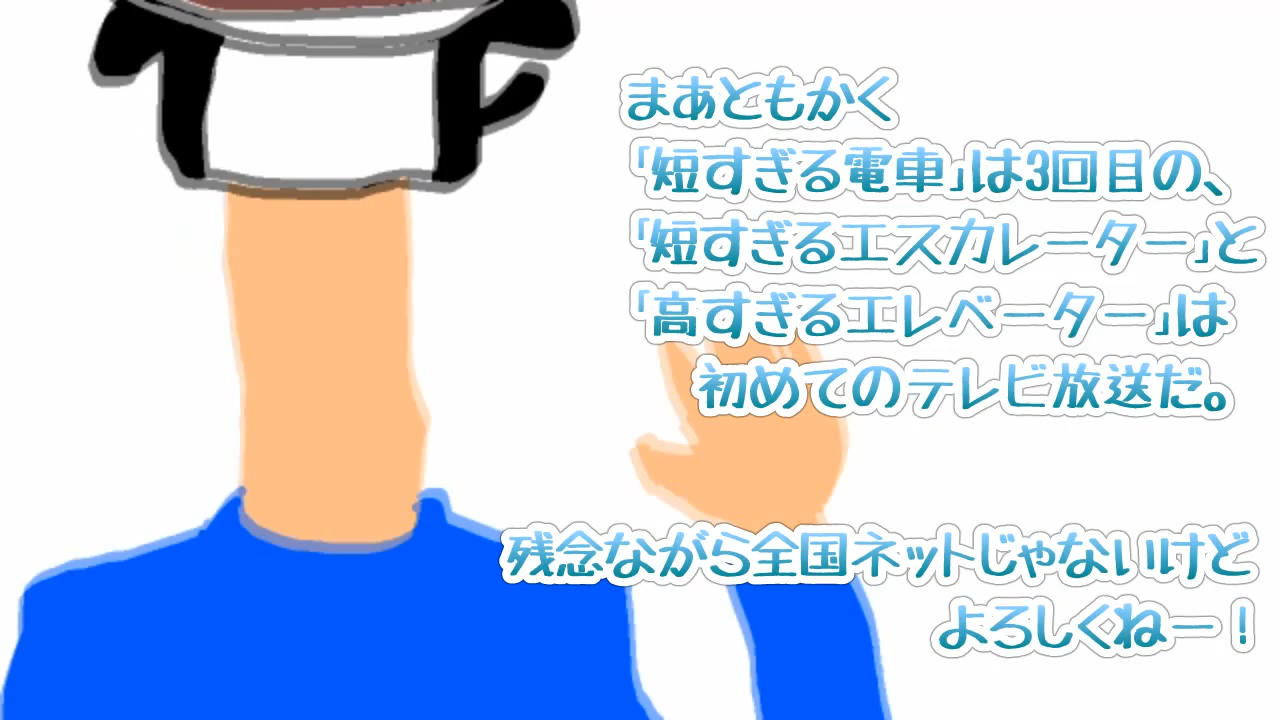 まあともかく
「短すぎる電車」は3回目の、
「短すぎるエスカレーター」と
「高すぎるエレベーター」は
初めてのテレビ放送だ。
残念ながら全国ネットじゃないけど
よろしくねー！